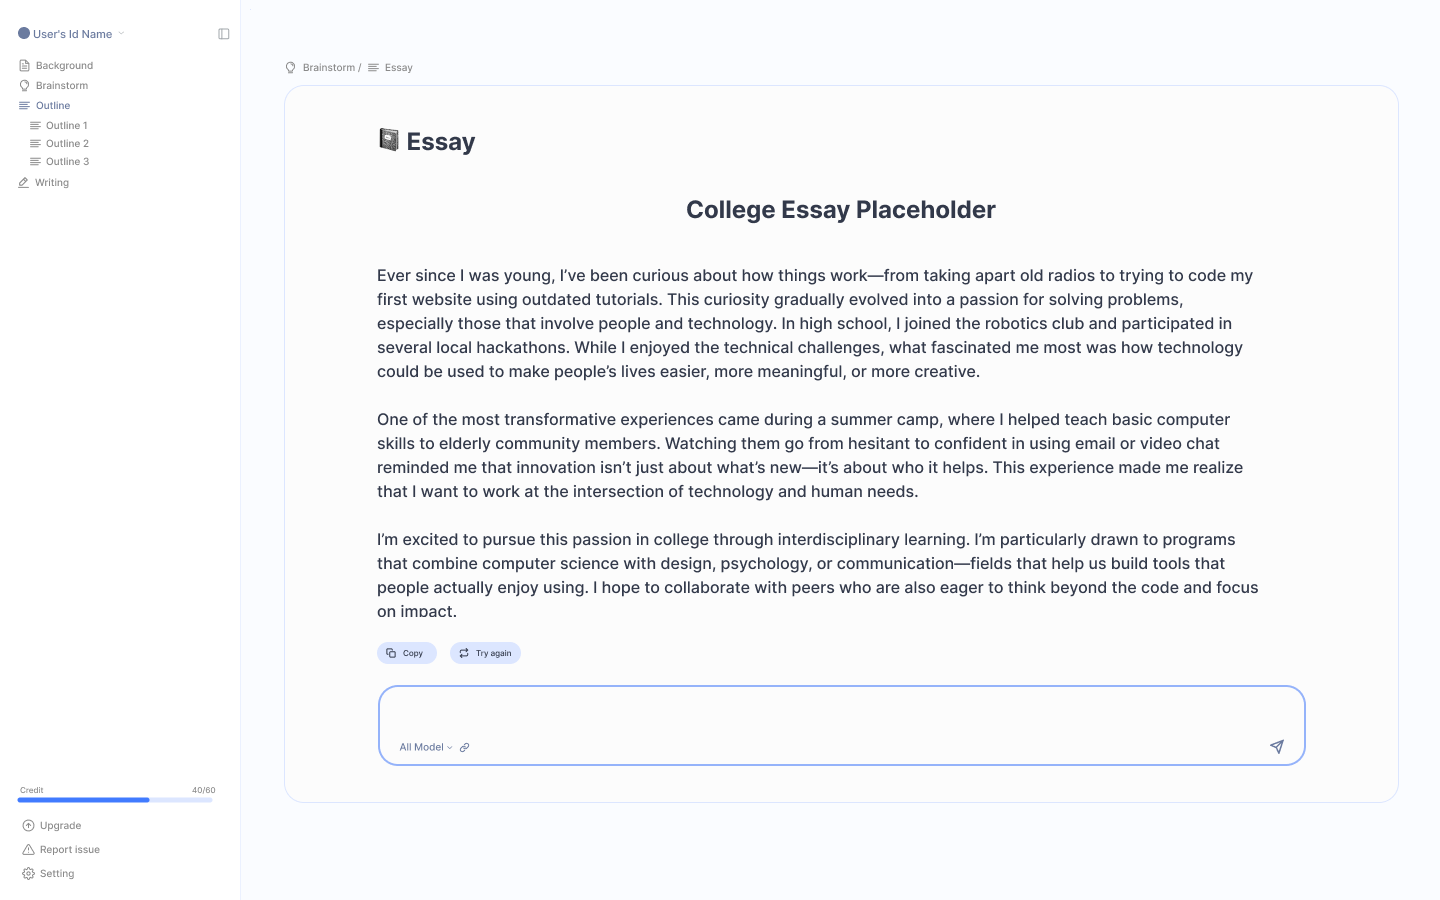 User's Id Name
Background
Brainstorm
Outline
Outline 1
Outline 2
Outline 3
Writing
Credit 40/60
Upgrade
Report issue
Setting
Brainstorm / Essay
Essay
College Essay Placeholder
Ever since I was young, I’ve been curious about how things work—from taking apart old radios to trying to code my
first website using outdated tutorials. This curiosity gradually evolved into a passion for solving problems,
especially those that involve people and technology. In high school, I joined the robotics club and participated in
several local hackathons. While I enjoyed the technical challenges, what fascinated me most was how technology
could be used to make people’s lives easier, more meaningful, or more creative.
One of the most transformative experiences came during a summer camp, where I helped teach basic computer
skills to elderly community members. Watching them go from hesitant to confident in using email or video chat
reminded me that innovation isn’t just about what’s new—it’s about who it helps. This experience made me realize
that I want to work at the intersection of technology and human needs.
I’m excited to pursue this passion in college through interdisciplinary learning. I’m particularly drawn to programs
that combine computer science with design, psychology, or communication—fields that help us build tools that
people actually enjoy using. I hope to collaborate with peers who are also eager to think beyond the code and focus
on impact.
Copy Try again
All Model